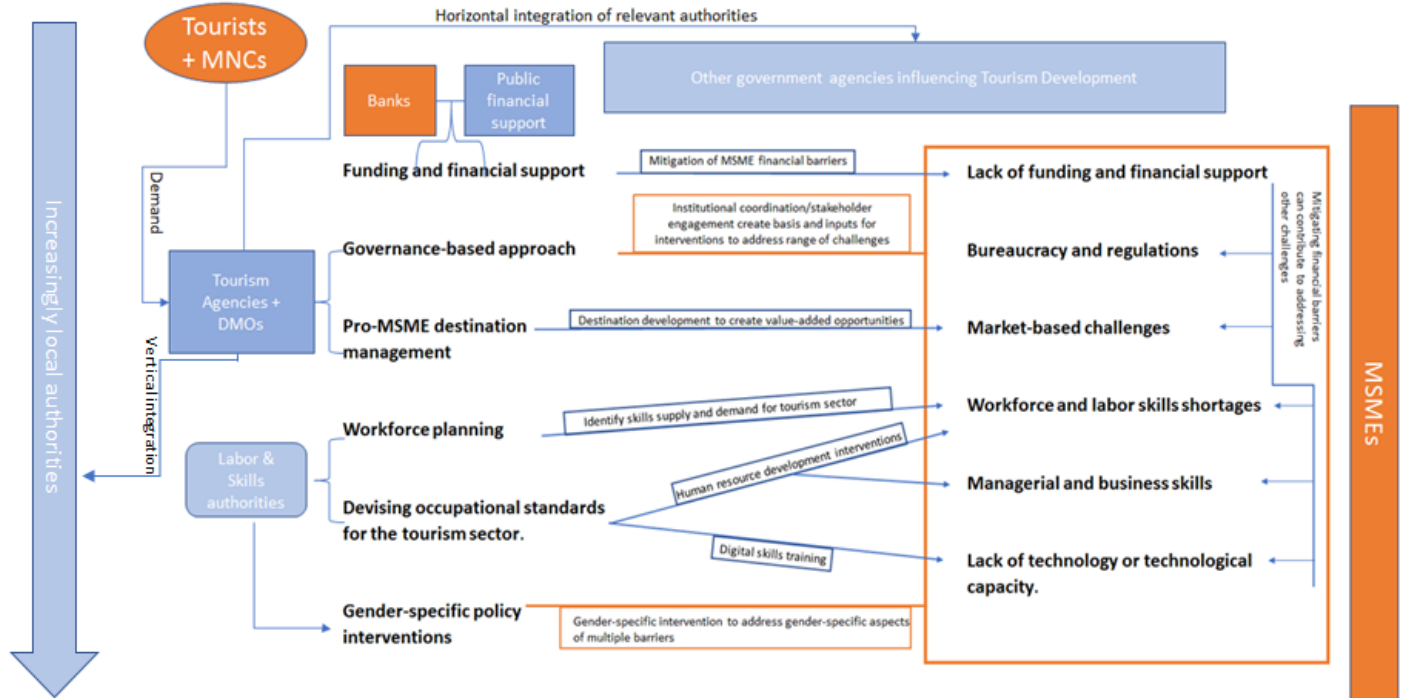 Horizontal integration of relevant authorities
Tourists
+ MNCs
Other government agencies influencing Tourism Development
Banks
Public
financial
support
Funding and financial support
Mitigation of MSME financial barriers
Lack of funding and financial support
Demand
Institutional coordination/stakeholder
engagement create basis and inputs for
interventions to address range of challenges
Mitigating financial barriers
can contribute to addressing
other challenges
Governance-based approach
Bureaucracy and regulations
Tourism
Agencies +
DMOs
Pro-MSME destination
management
Destination development to create value-added opportunities
Market-based challenges
Increasingly local authorities
Vertical integration
MSMEs
Workforce planning
Identify skills supply and demand for tourism sector
Workforce and labor skills shortages
Labor &
Skills
authorities
Human resource development interventions
Managerial and business skills
Devising occupational standards
for the tourism sector.
Digital skills training
Lack of technology or technological
capacity.
Gender-specific policy
interventions
Gender-specific intervention to address gender-specific aspects
of multiple barriers